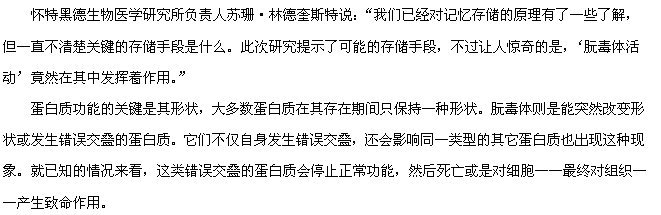 怀特黑德生物医学研究所负责人苏珊·林德奎斯特说：“我们已经对记忆存储的原理有了一些了解，
但一直不清楚关键的存储手段是什么。此次研究提示了可能的存储手段，不过让人惊奇的是，‘朊毒体活
动’竟然在其中发挥着作用。”
蛋白质功能的关键是其形状，大多数蛋白质在其存在期间只保持一种形状。朊毒体则是能突然改变形
状或发生错误交叠的蛋白质。它们不仅自身发生错误交叠，还会影响同一类型的其它蛋白质也出现这种现
象。就已知的情况来看，这类错误交叠的蛋白质会停止正常功能，然后死亡或是对细胞一一最终对组织一
一产生致命作用。